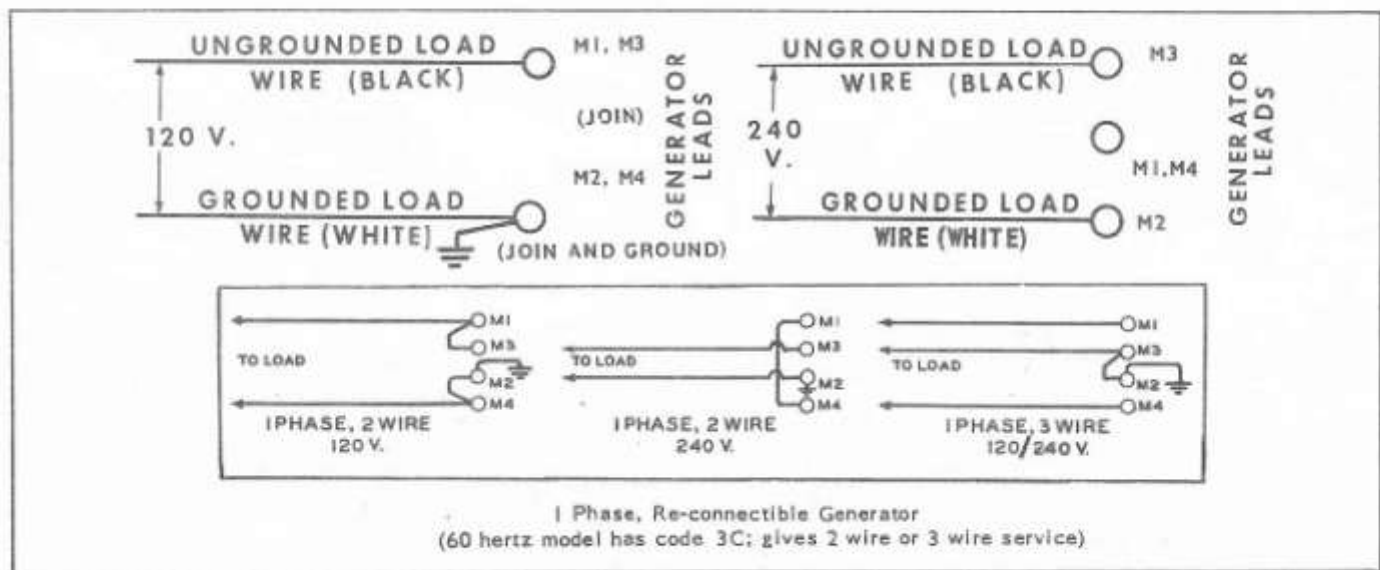 UNGROUNDED LOAD
WIRE (BLACK)
120 V.
GROUNDED LOAD
WIRE (WHITE)
M1, M3
(JOIN)
M2, M4
(JOIN AND GROUND)
GENERATOR
LEADS
UNGROUNDED LOAD
WIRE (BLACK)
240
V.
GROUNDED LOAD
WIRE (WHITE)
M3
M1,M4
M2
GENERATOR
LEADS
M1
M3
TO LOAD
M2
M4
1 PHASE, 2 WIRE
120 V.
M1
M3
TO LOAD
M2
M4
1 PHASE, 2 WIRE
240 V.
M1
M3
TO LOAD
M2
M4
1 PHASE, 3 WIRE
120/240 V.
1 Phase, Re-connectible Generator
(60 hertz model has code 3C; gives 2 wire or 3 wire service)